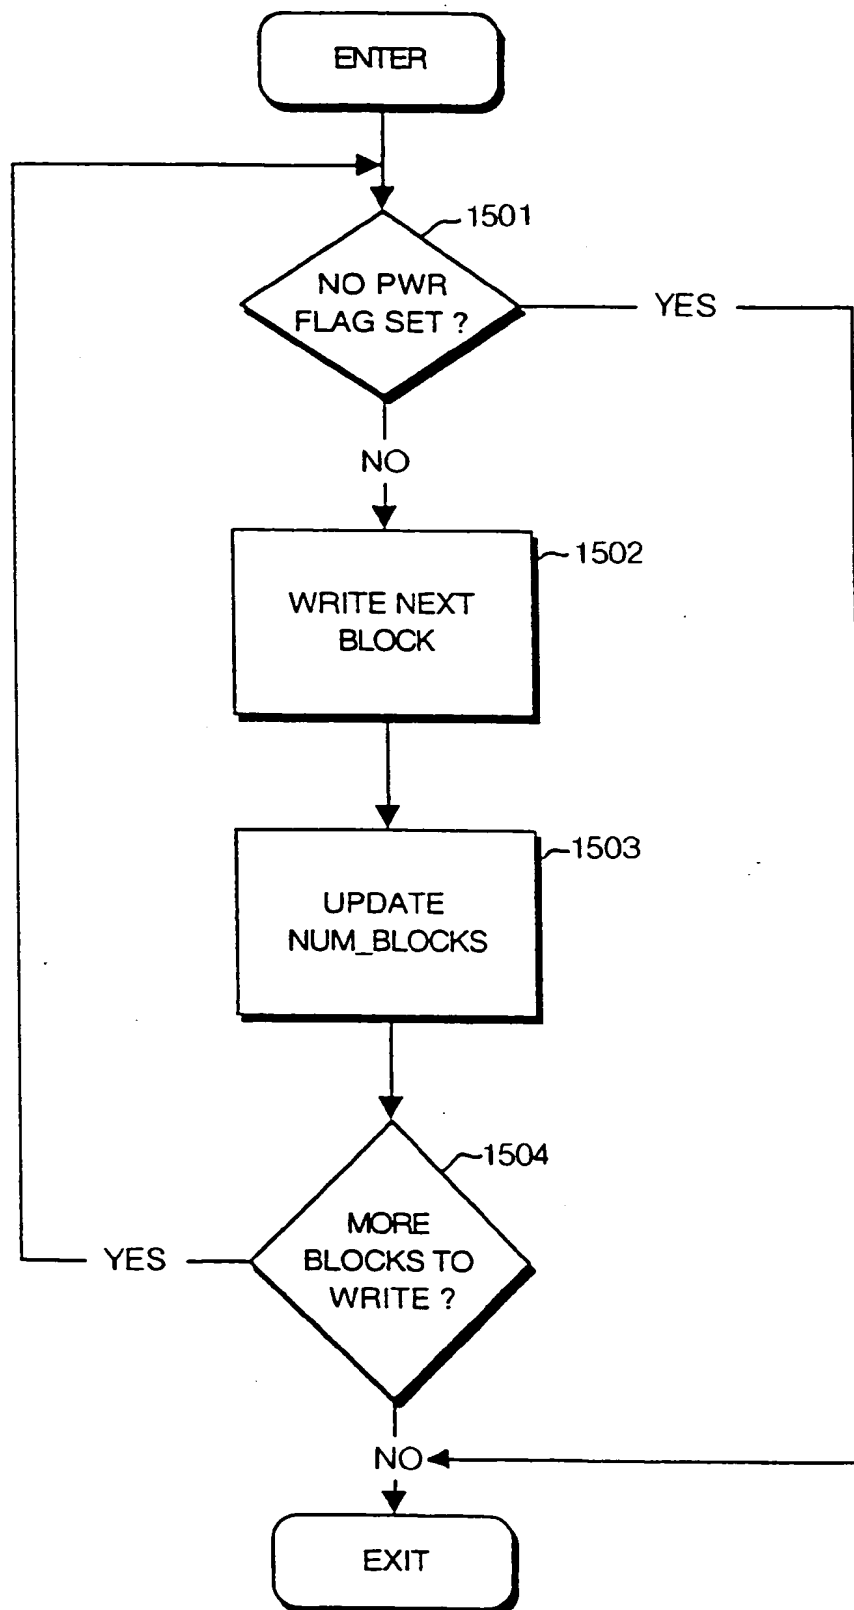 ENTER
1501
NO PWR
FLAG SET ?
YES
NO
1502
WRITE NEXT
BLOCK
1503
UPDATE
NUM_BLOCKS
1504
MORE
BLOCKS TO
WRITE ?
YES
NO
EXIT